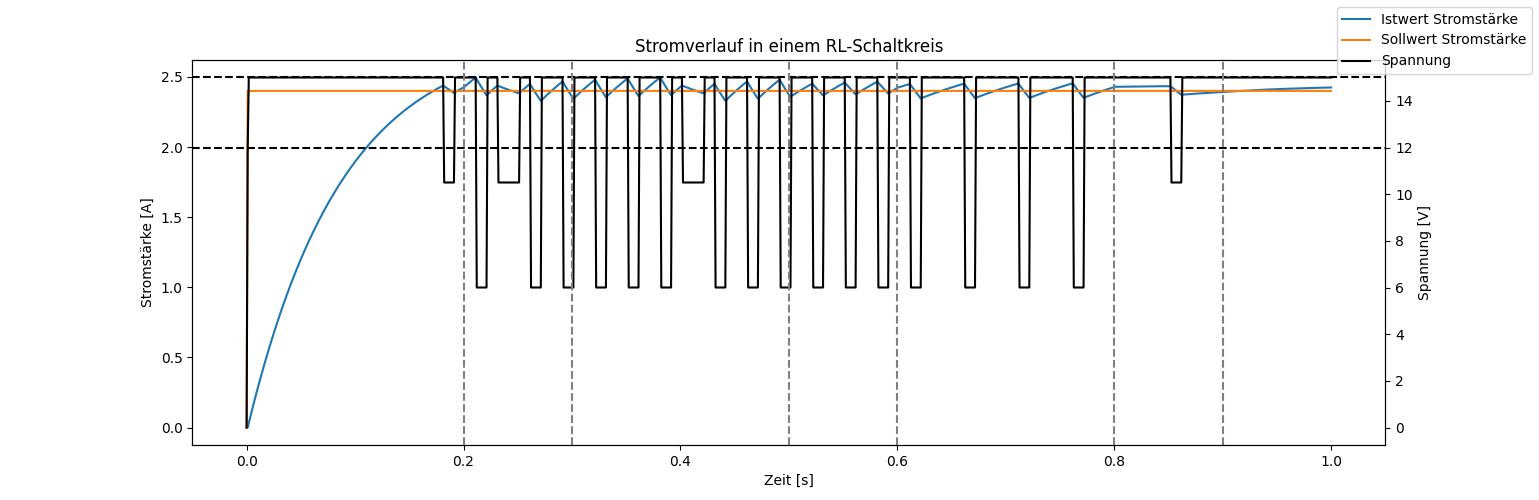 Stromverlauf in einem RL-Schaltkreis
Istwert Stromstärke
Sollwert Stromstärke
Spannung
Stromstärke [A]
2.5
2.0
1.5
1.0
0.5
0.0
14
12
10
8
6
4
2
0
Spannung [V]
0.0 0.2 0.4 0.6 0.8 1.0
Zeit [s]